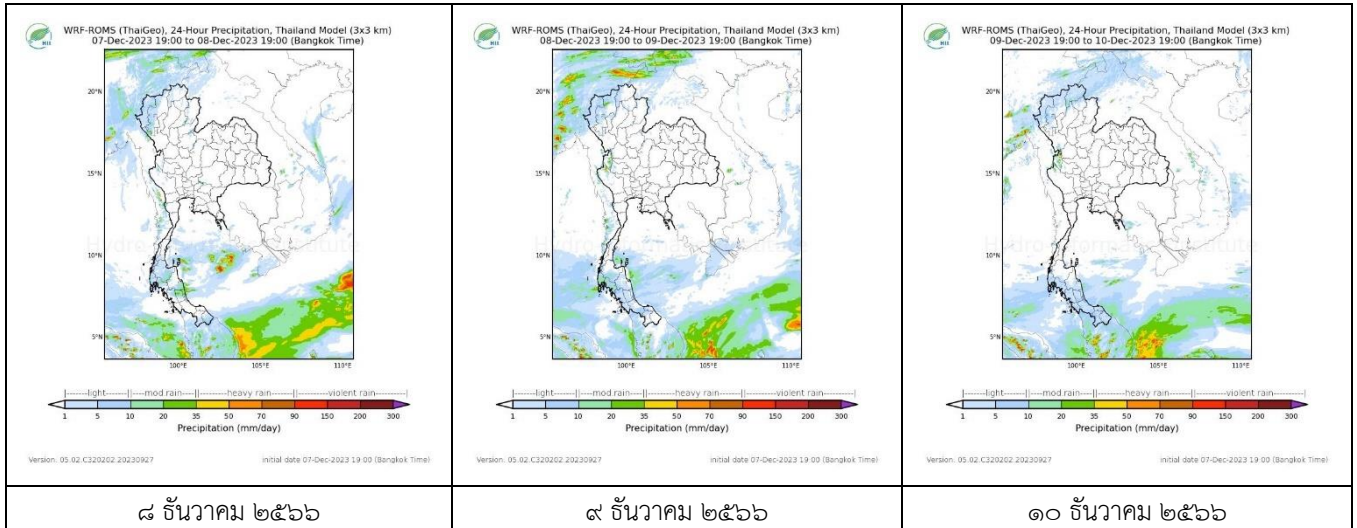 HII
WRF-ROMS (ThaiGeo), 24-Hour Precipitation, Thailand Model (3x3 km)
07-Dec-2023 19:00 to 08-Dec-2023 19:00 (Bangkok Time)
20°N
15°N
10°N
5°N
100°E
105°E
110°E
light
mod rain
heavy rain
violent rain
1 5 10 20 35 50 70 90 150 200 300
Precipitation (mm/day)
Version: 05.02.C320202.20230927
initial date 07-Dec-2023 19:00 (Bangkok Time)
๘ ธันวาคม ๒๕๖๖
HII
WRF-ROMS (ThaiGeo), 24-Hour Precipitation, Thailand Model (3x3 km)
08-Dec-2023 19:00 to 09-Dec-2023 19:00 (Bangkok Time)
20°N
15°N
10°N
5°N
100°E
105°E
110°E
light
mod rain
heavy rain
violent rain
1 5 10 20 35 50 70 90 150 200 300
Precipitation (mm/day)
Version: 05.02.C320202.20230927
initial date 07-Dec-2023 19:00 (Bangkok Time)
๙ ธันวาคม ๒๕๖๖
HII
WRF-ROMS (ThaiGeo), 24-Hour Precipitation, Thailand Model (3x3 km)
09-Dec-2023 19:00 to 10-Dec-2023 19:00 (Bangkok Time)
20°N
15°N
10°N
5°N
100°E
105°E
110°E
light
mod rain
heavy rain
violent rain
1 5 10 20 35 50 70 90 150 200 300
Precipitation (mm/day)
Version: 05.02.C320202.20230927
initial date 07-Dec-2023 19:00 (Bangkok Time)
๑๐ ธันวาคม ๒๕๖๖